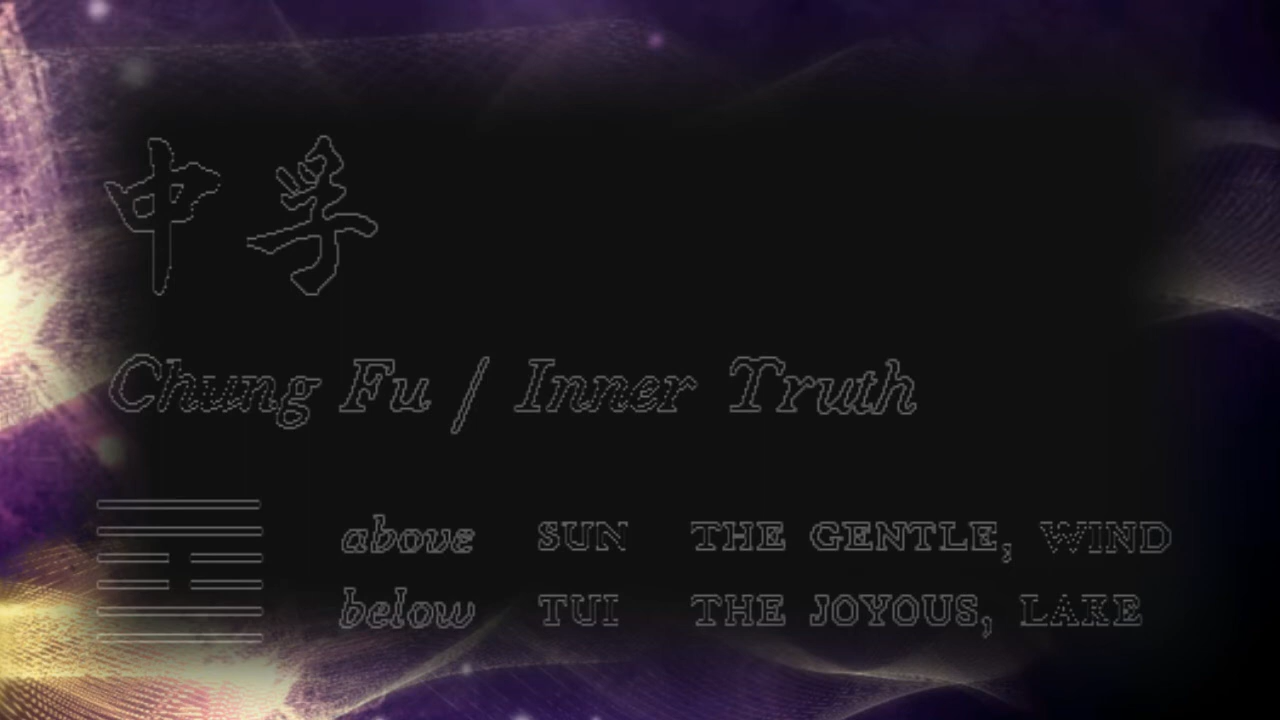 中孚
Chung Fu / Inner Truth
above SUN THE GENTLE, WIND
below TUI THE JOYOUS, LAKE